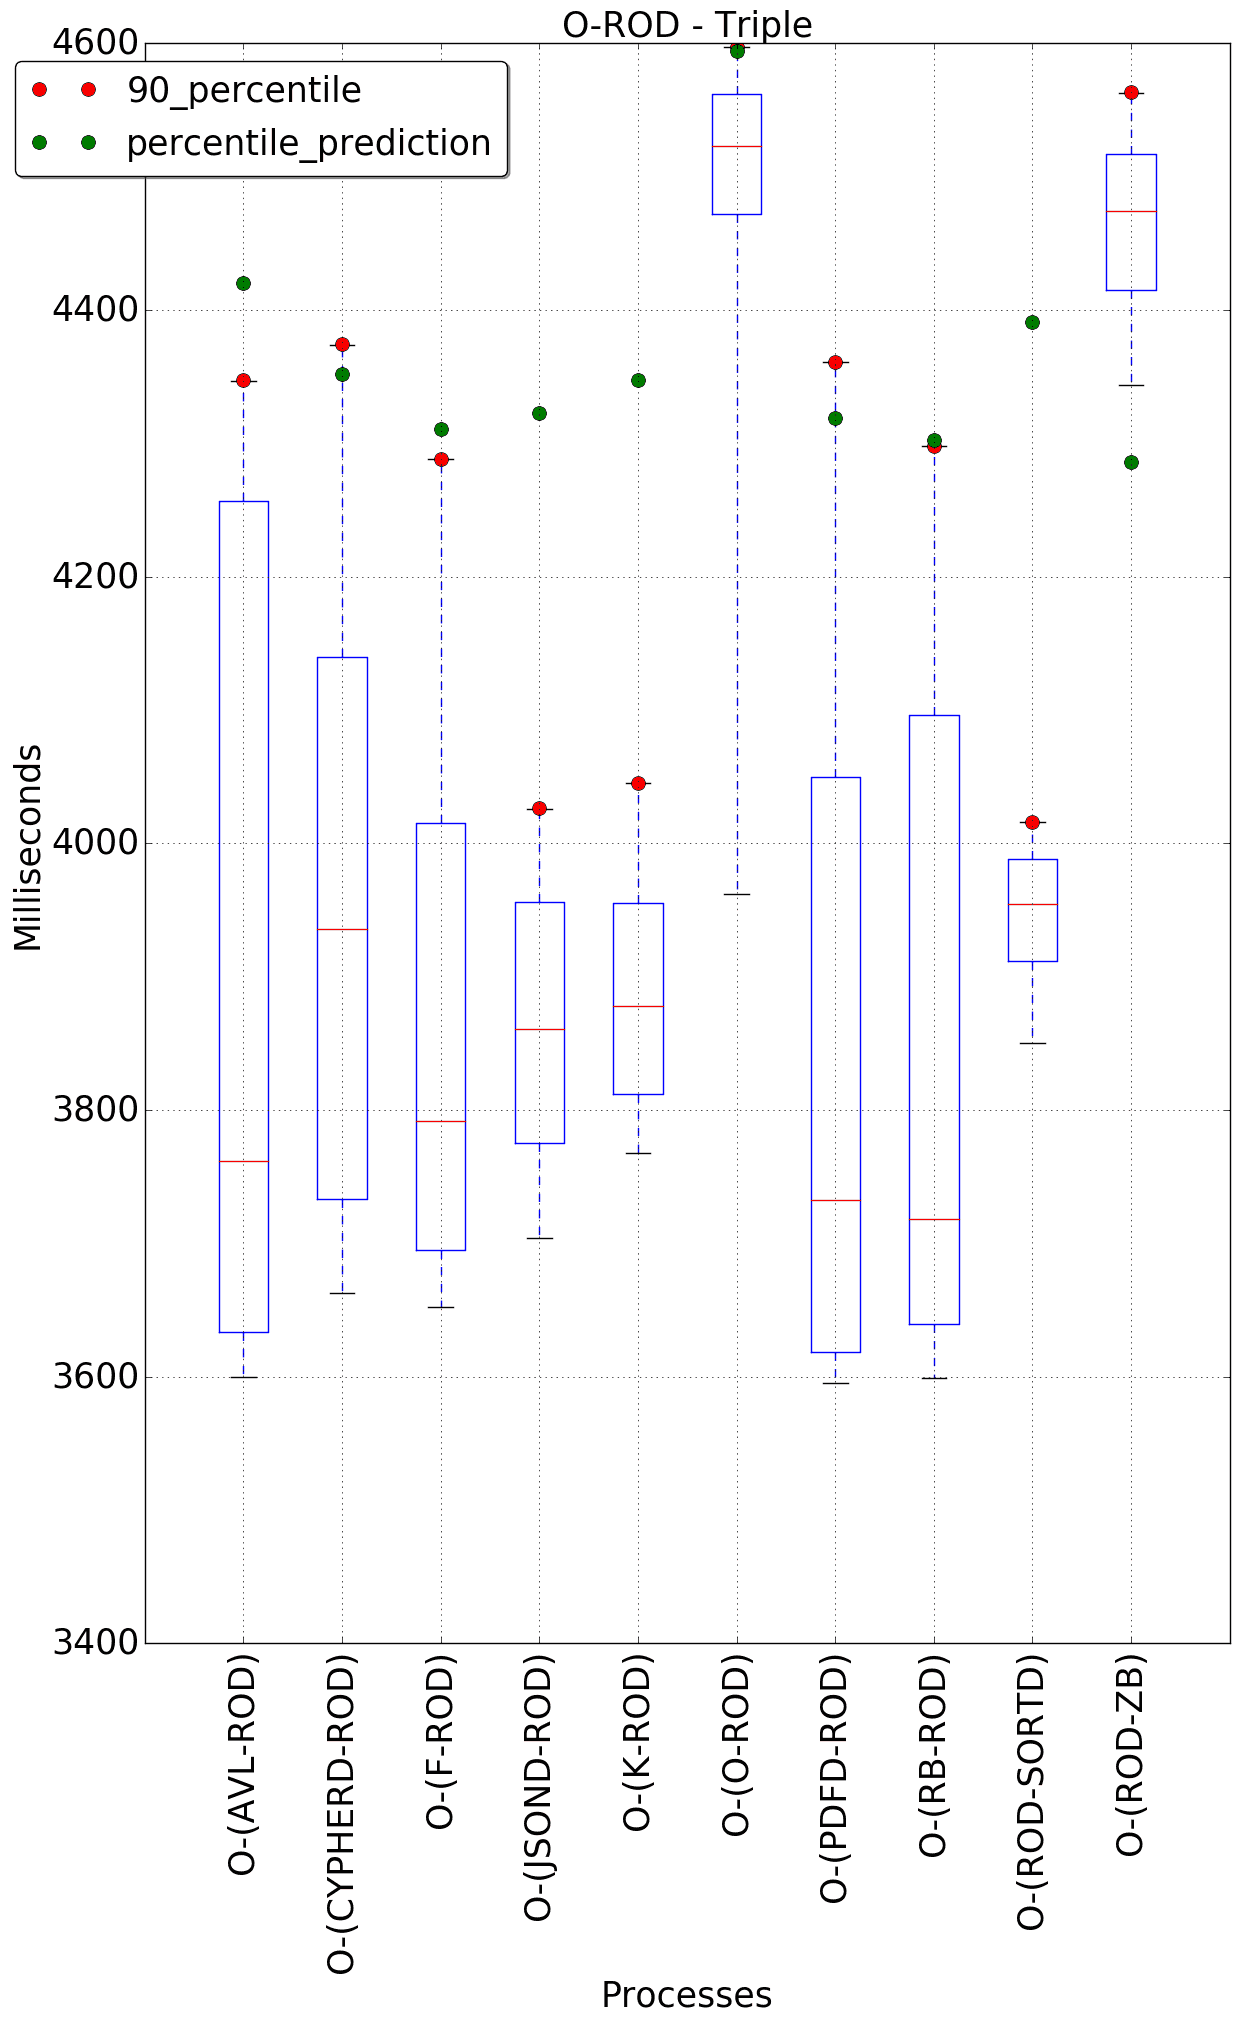 O-ROD - Triple
90_percentile
percentile_prediction
4600
4400
4200
4000
3800
3600
3400
Milliseconds
O-(AVL-ROD)
O-(CYPHERD-ROD)
O-(F-ROD)
O-(JSOND-ROD)
O-(K-ROD)
O-(O-ROD)
O-(PDFD-ROD)
O-(RB-ROD)
O-(ROD-SORTD)
O-(ROD-ZB)
Processes